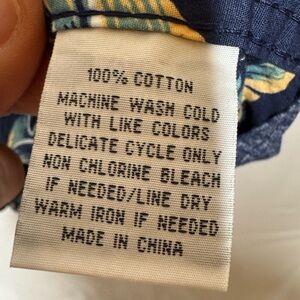 100% COTTON
MACHINE WASH COLD
WITH LIKE COLORS
DELICATE CYCLE ONLY
NON CHLORINE BLEACH
IF NEEDED/LINE DRY
WARM IRON IF NEEDED
MADE IN CHINA